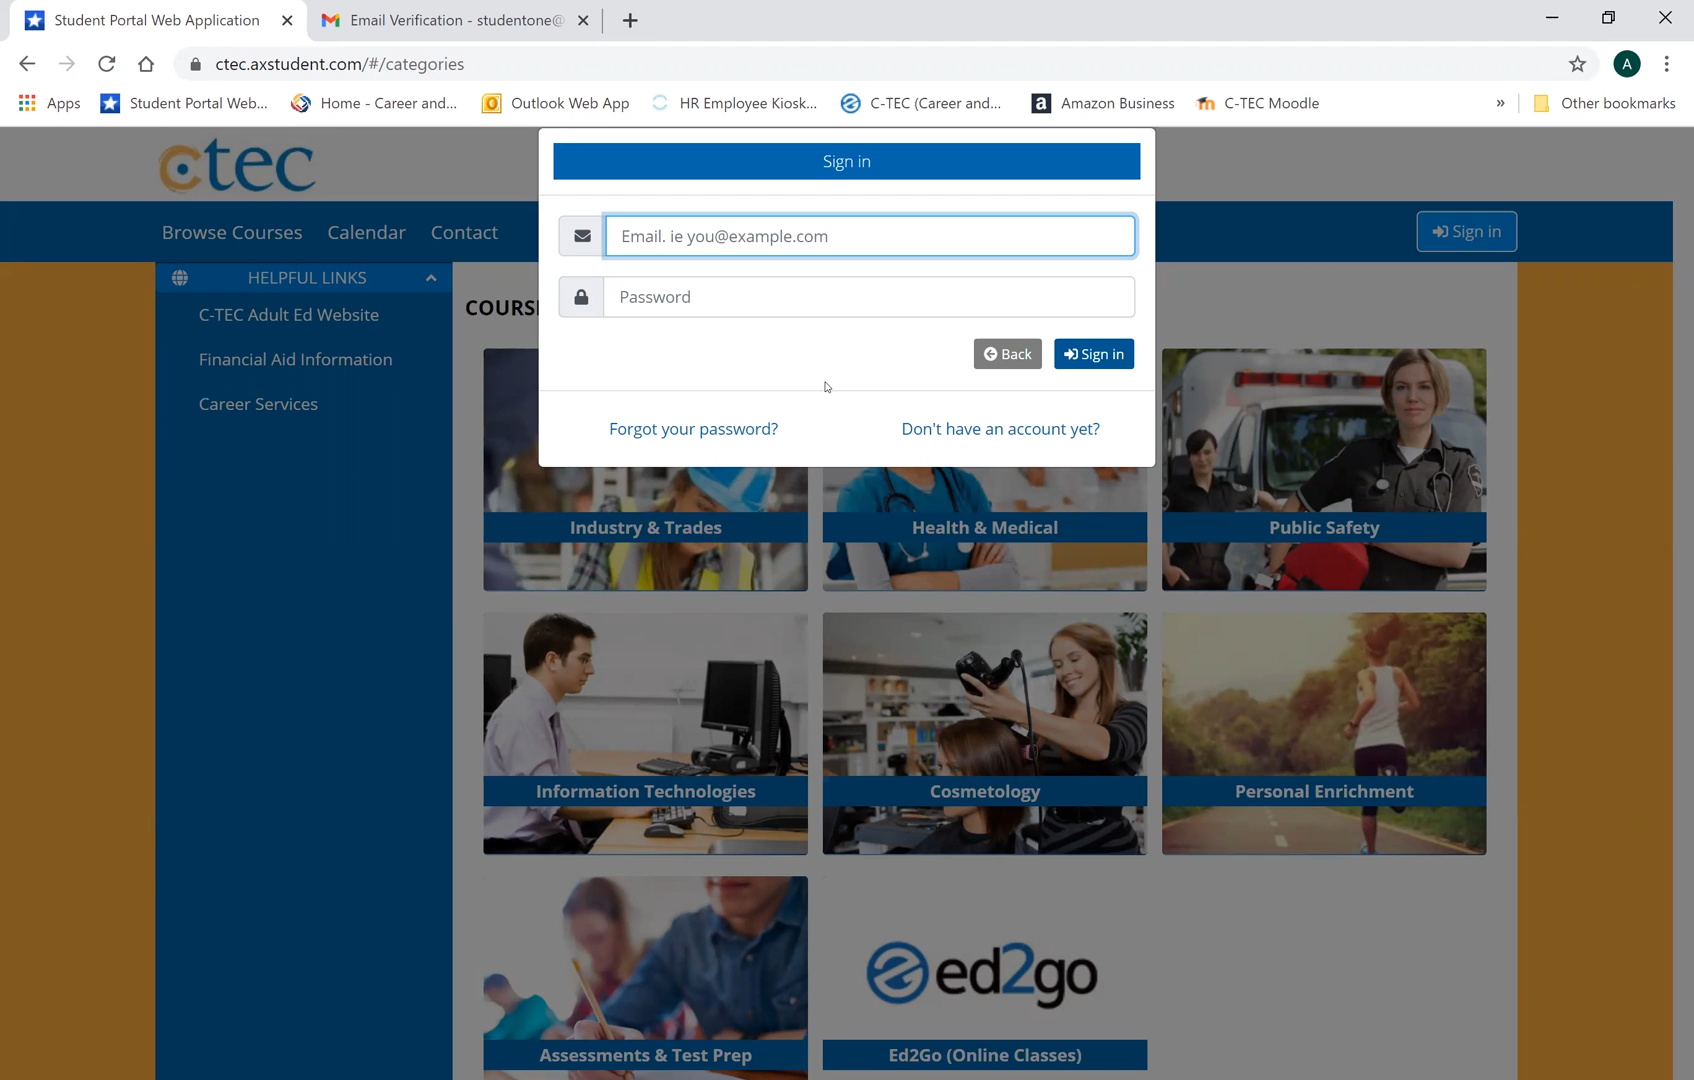 Student Portal Web Application
Email Verification - studentone@
ctec.axstudent.com/#/categories
A
Apps
Student Portal Web...
Home - Career and...
Outlook Web App
HR Employee Kiosk...
C-TEC (Career and...
a
Amazon Business
C-TEC Moodle
»
Other bookmarks
ctec
Sign in
Browse Courses
Calendar
Contact
Email. ie you@example.com
Sign in
HELPFUL LINKS
C-TEC Adult Ed Website
Financial Aid Information
Career Services
COURS
Password
Back
Sign in
Forgot your password?
Don't have an account yet?
Industry & Trades
Health & Medical
Public Safety
Information Technologies
Cosmetology
Personal Enrichment
ed2go
Assessments & Test Prep
Ed2Go (Online Classes)